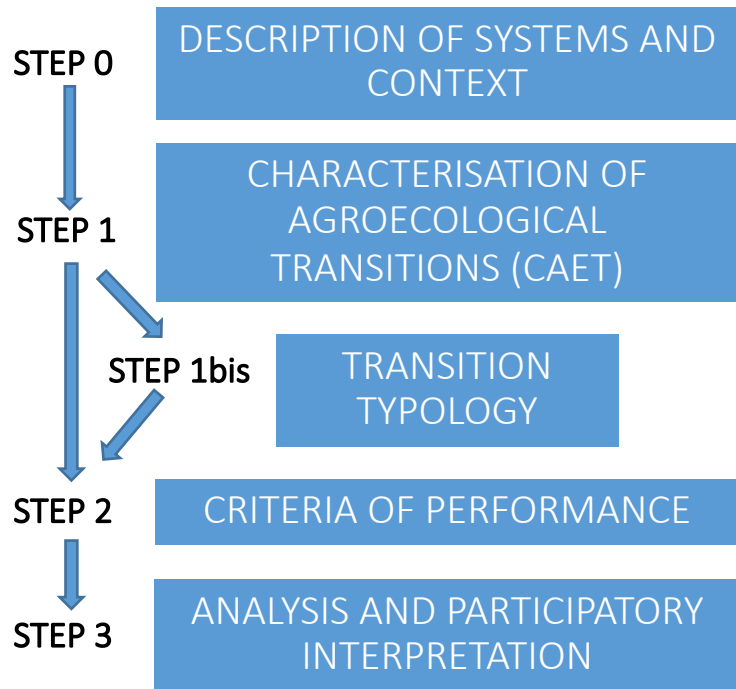 STEP 0
DESCRIPTION OF SYSTEMS AND
CONTEXT
STEP 1
CHARACTERISATION OF
AGROECOLOGICAL
TRANSITIONS (CAET)
STEP 1bis
TRANSITION
TYPOLOGY
STEP 2
CRITERIA OF PERFORMANCE
STEP 3
ANALYSIS AND PARTICIPATORY
INTERPRETATION